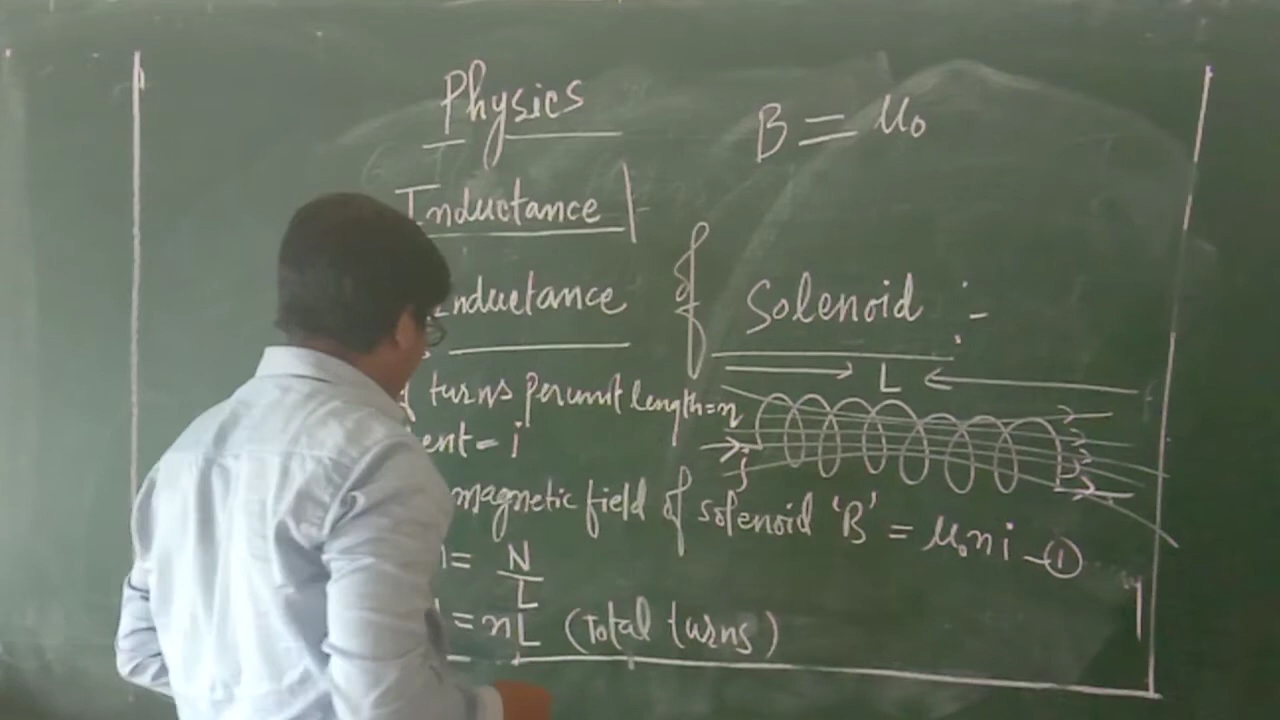 Physics
B = μ₀
Inductance
Inductance of Solenoid :-
L
turns per unit length = n
i
ent = i
magnetic field of solenoid 'B' = μ₀ni -①
= N/L
= nL (Total turns)